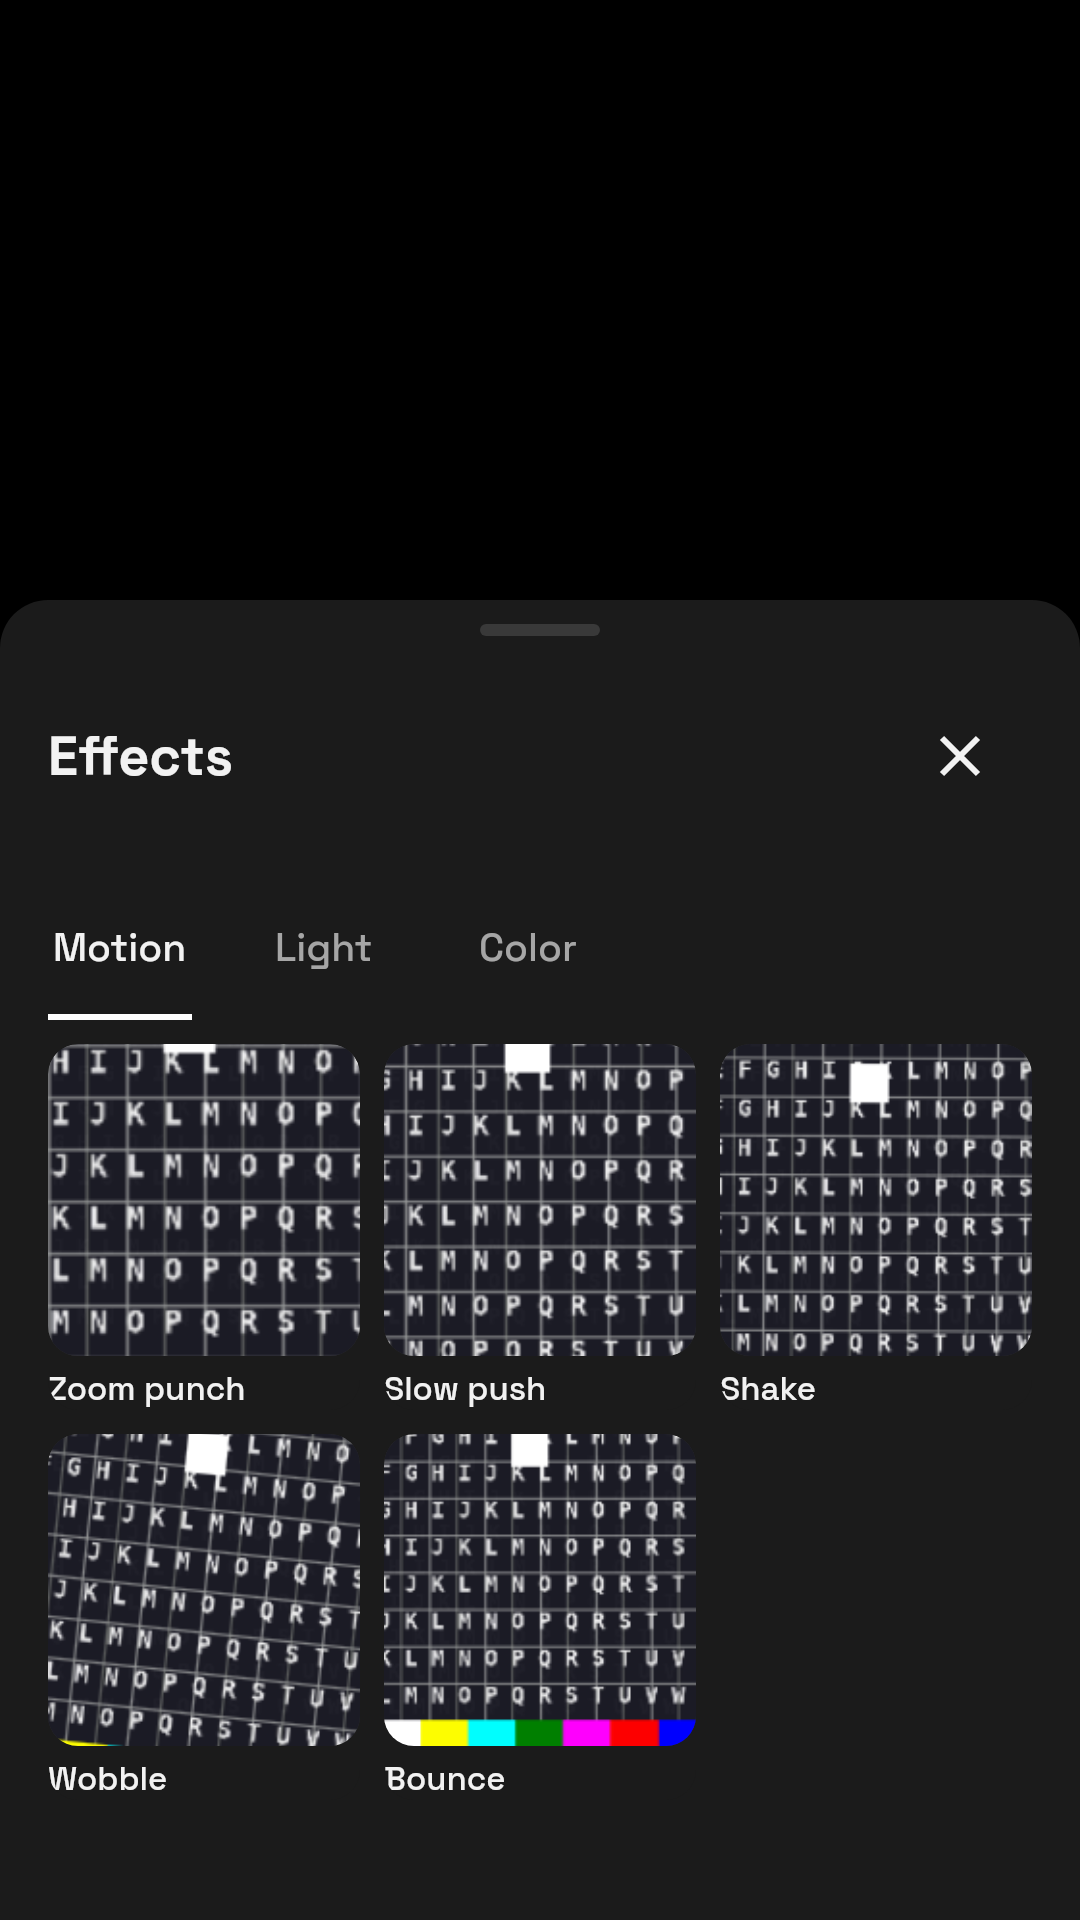 Effects
Motion Light Color
H I J K L M N O
I J K L M N O P
J K L M N O P Q
K L M N O P Q R
L M N O P Q R S
M N O P Q R S T U
G H I J K L M N O P
H I J K L M N O P Q
I J K L M N O P Q R
J K L M N O P Q R S
K L M N O P Q R S T
L M N O P Q R S T U
N O P Q R S T U V
F G H I L M N O P
G H I J K L M N O P Q
H I J K L M N O P Q R
I J K L M N O P Q R S
J K L M N O P Q R S T
K L M N O P Q R S T U
L M N O P Q R S T U V
M N O P Q R S T U V
Zoom punch Slow push Shake
H I L M N O
G H I J K L M N O P
H I J K L M N O P Q
I J K L M N O P Q R S
J K L M N O P Q R S T
K L M N O P Q R S T U
L M N O P Q R S T U V
N O P Q R S T U V
F G H I L M N O P
G H I J K L M N O P Q
G H I J K L M N O P Q R
H I J K L M N O P Q R S
I J K L M N O P Q R S T
J K L M N O P Q R S T U
K L M N O P Q R S T U V
L M N O P Q R S T U V W
Wobble Bounce